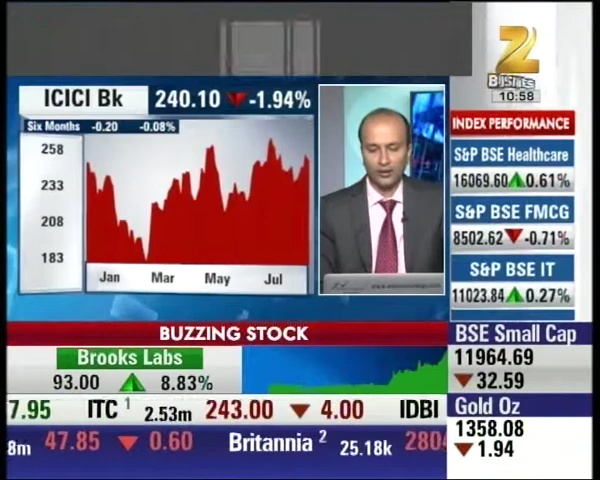 Z
BUSINESS
10:58
ICICI Bk 240.10 -1.94%
Six Months -0.20 -0.08%
258
233
208
183
Jan Mar May Jul
INDEX PERFORMANCE
S&P BSE Healthcare
16069.60 0.61%
S&P BSE FMCG
8502.62 -0.71%
S&P BSE IT
11023.84 0.27%
BUZZING STOCK
Brooks Labs
93.00 8.83%
BSE Small Cap
11964.69
32.59
Gold Oz
1358.08
1.94
7.95 ITC 1 2.53m 243.00 4.00 IDBI
8m 47.85 0.60 Britannia 2 25.18k 280